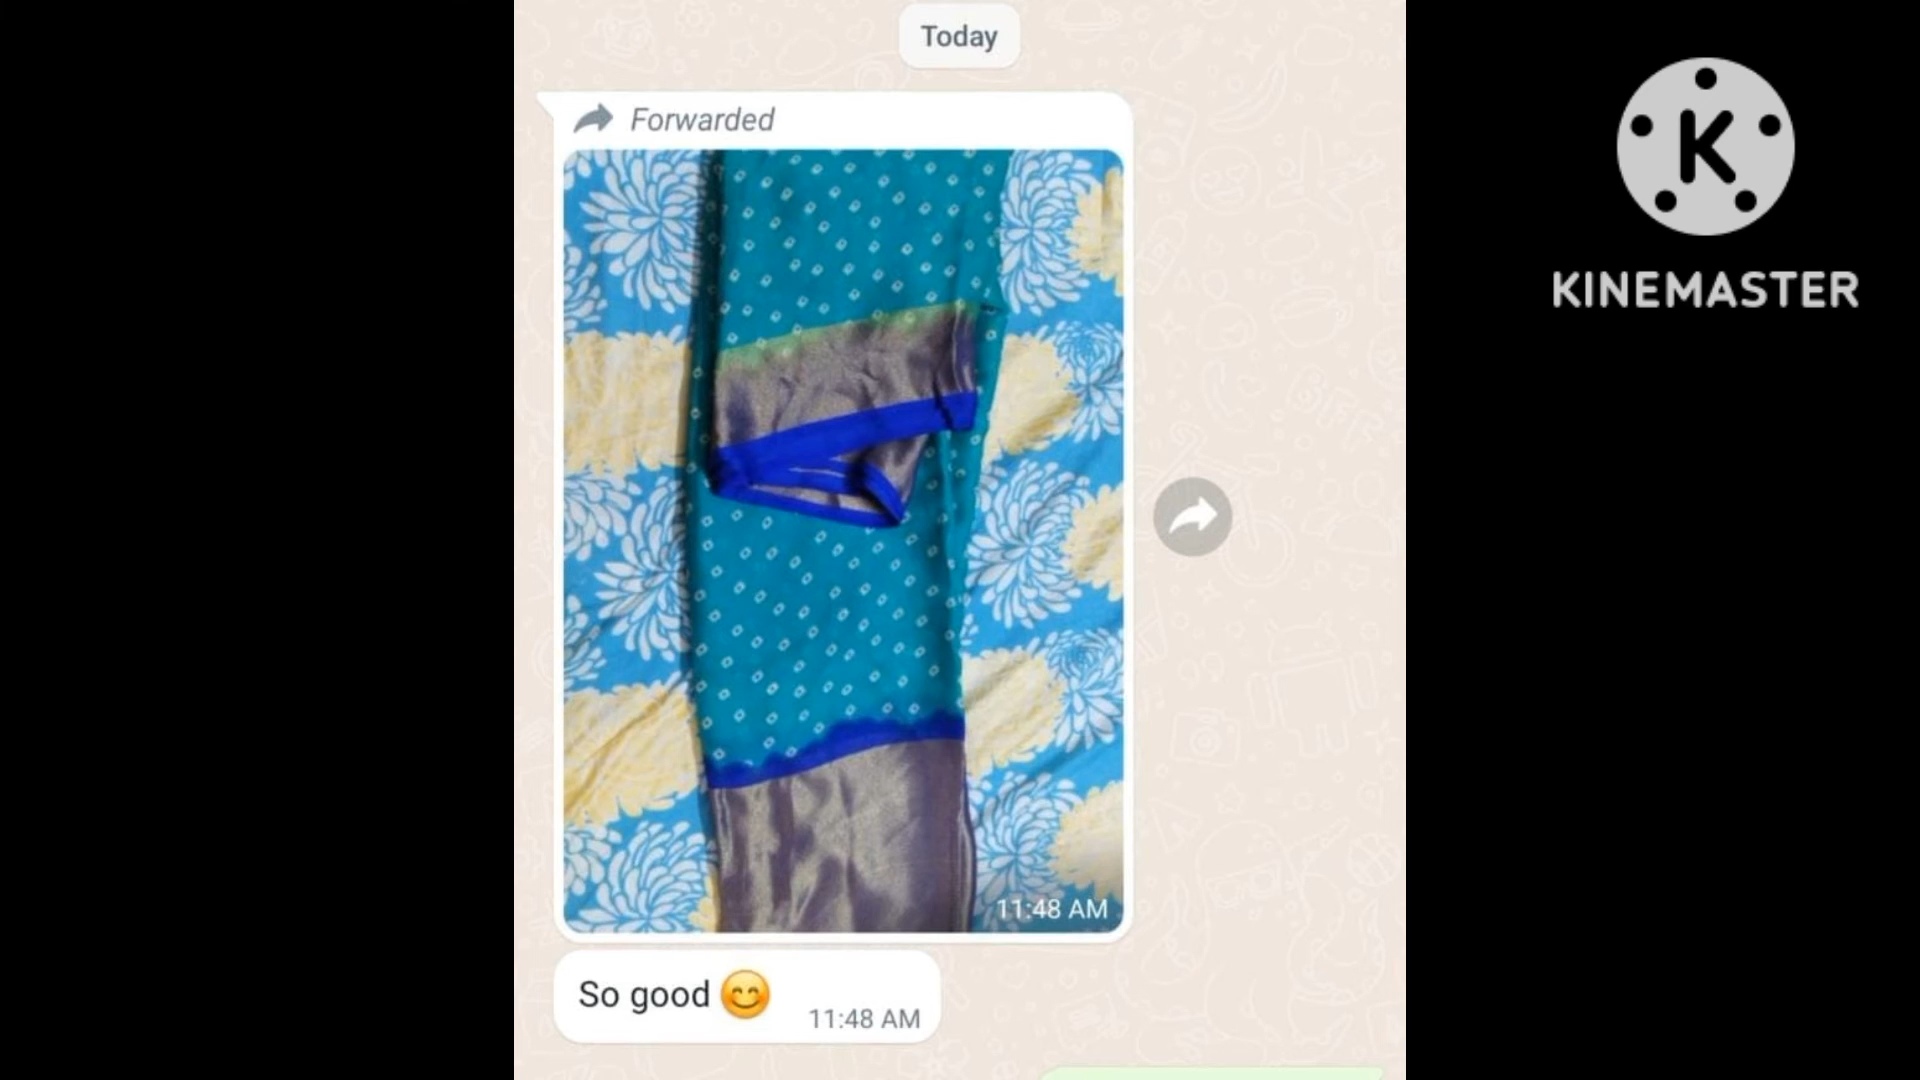 Today
Forwarded
11:48 AM
So good 😊
11:48 AM
K
KINEMASTER